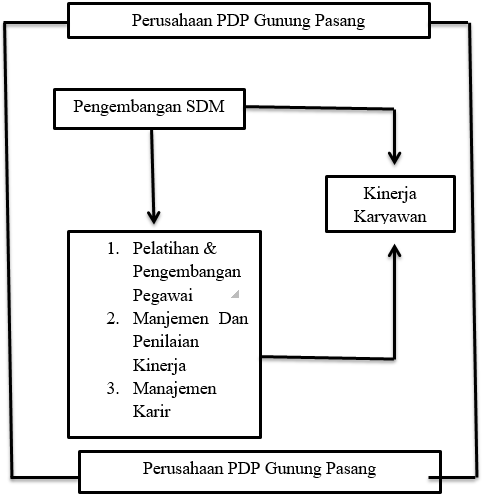 Perusahaan PDP Gunung Pasang
Pengembangan SDM
Kinerja
Karyawan
1. Pelatihan &
Pengembangan
Pegawai
2. Manjemen Dan
Penilaian
Kinerja
3. Manajemen
Karir
Perusahaan PDP Gunung Pasang